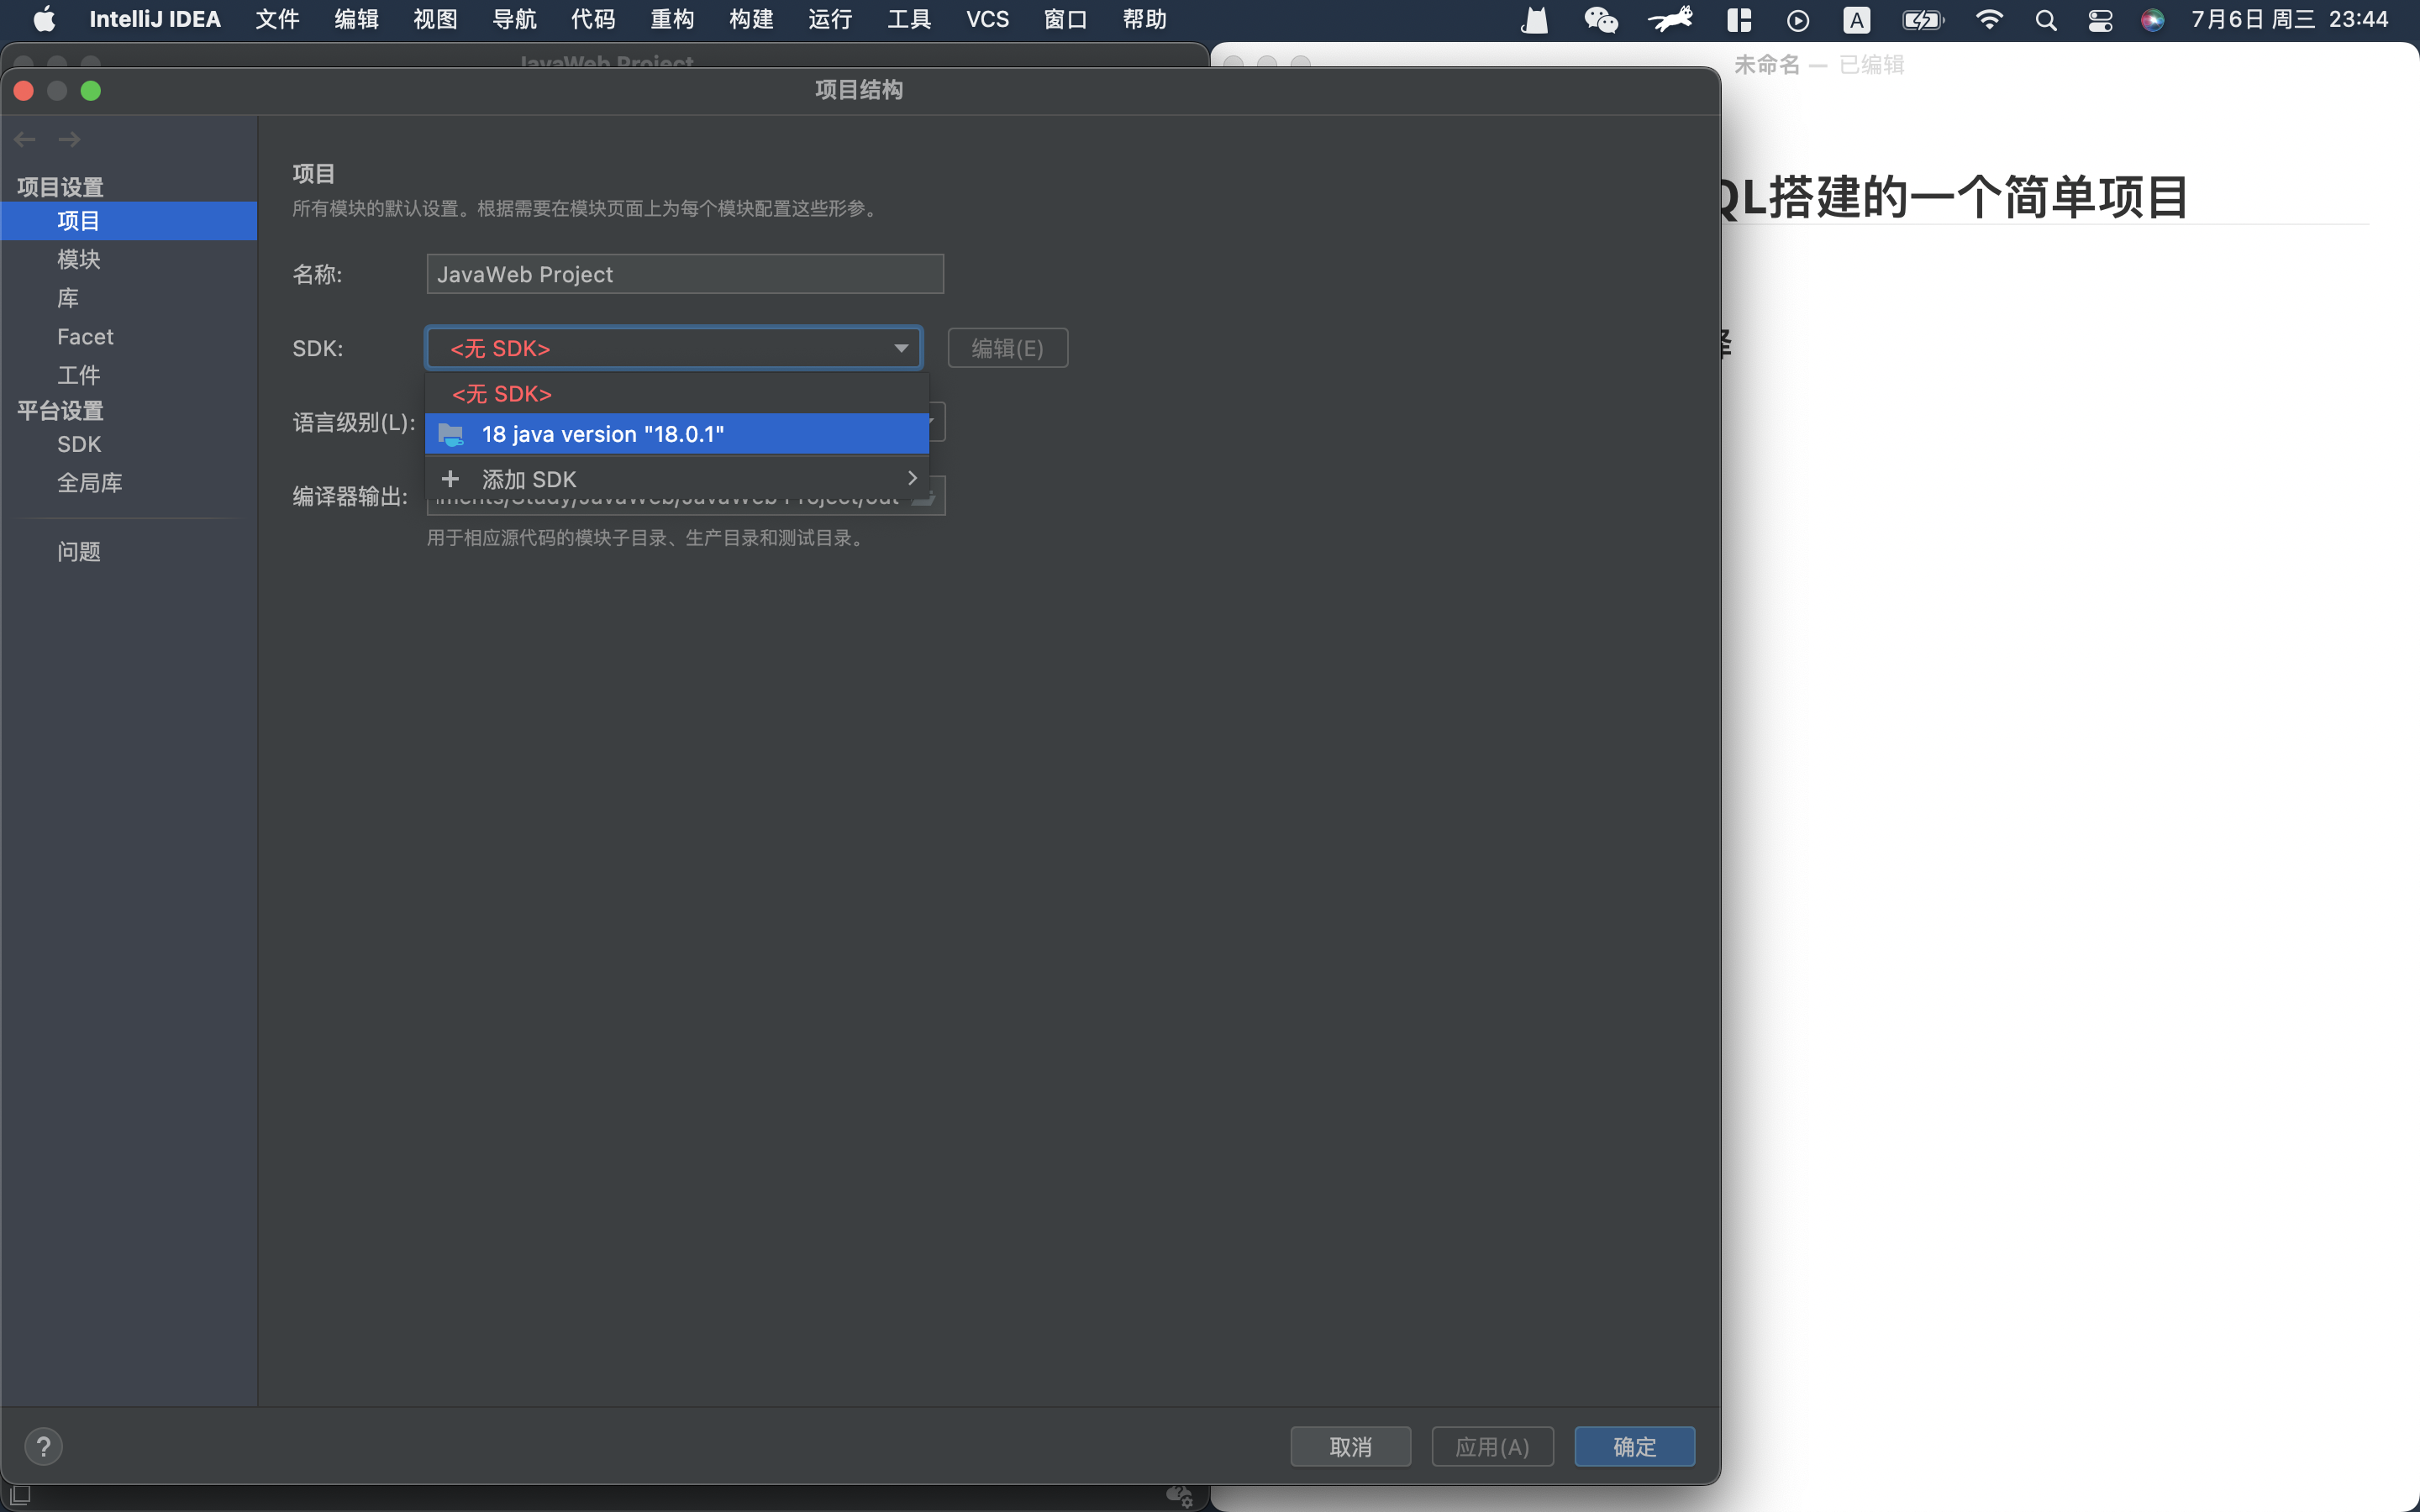 IntelliJ IDEA 文件 编辑 视图 导航 代码 重构 构建 运行 工具 VCS 窗口 帮助 A 7月6日 周三 23:44
JavaWeb Project
未命名 — 已编辑
项目结构
项目设置
项目
模块
库
Facet
工件
平台设置
SDK
全局库
问题
项目
所有模块的默认设置。根据需要在模块页面上为每个模块配置这些形参。
名称: JavaWeb Project
SDK: <无 SDK> 编辑(E)
<无 SDK>
语言级别(L):
18 java version "18.0.1"
添加 SDK
编译器输出: ments/Study/JavaWeb/JavaWeb Project/out
用于相应源代码的模块子目录、生产目录和测试目录。
QL搭建的一个简单项目
? 取消 应用(A) 确定